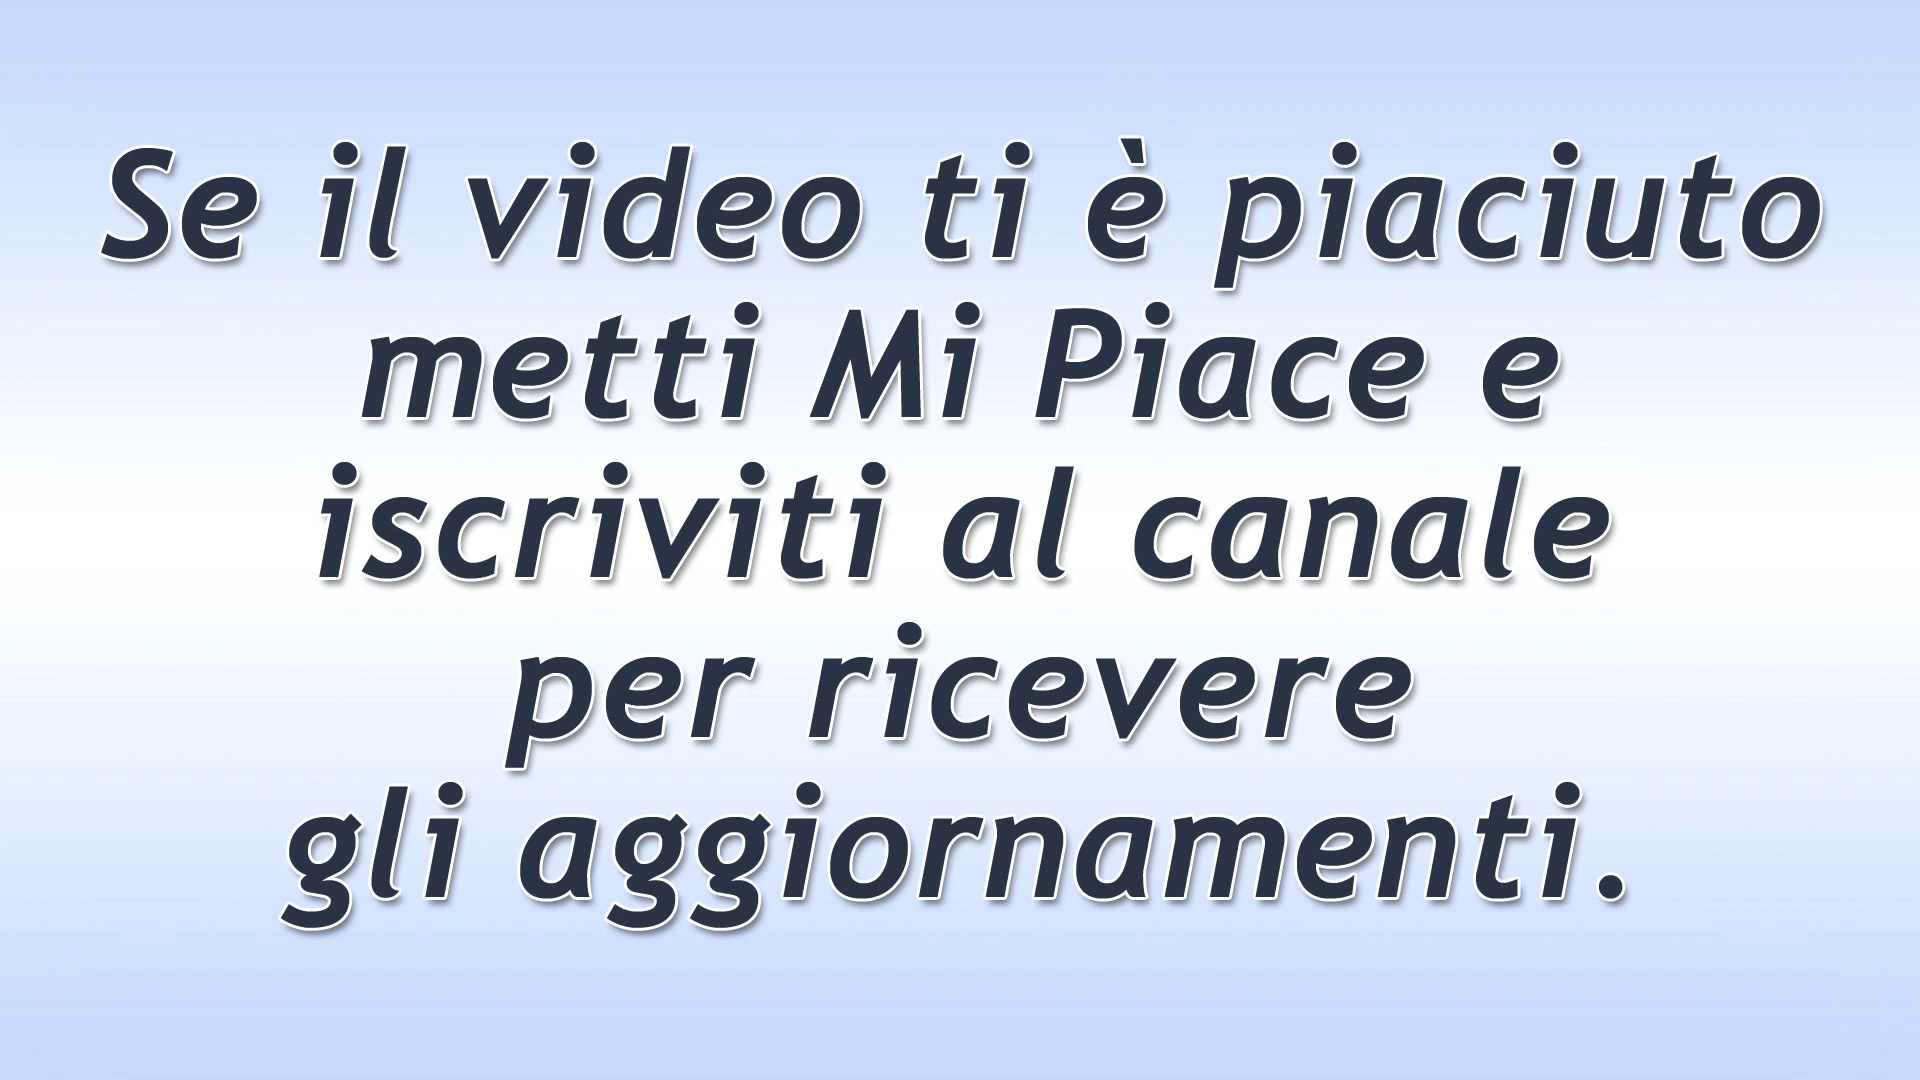 Se il video ti è piaciuto
metti Mi Piace e
iscriviti al canale
per ricevere
gli aggiornamenti.